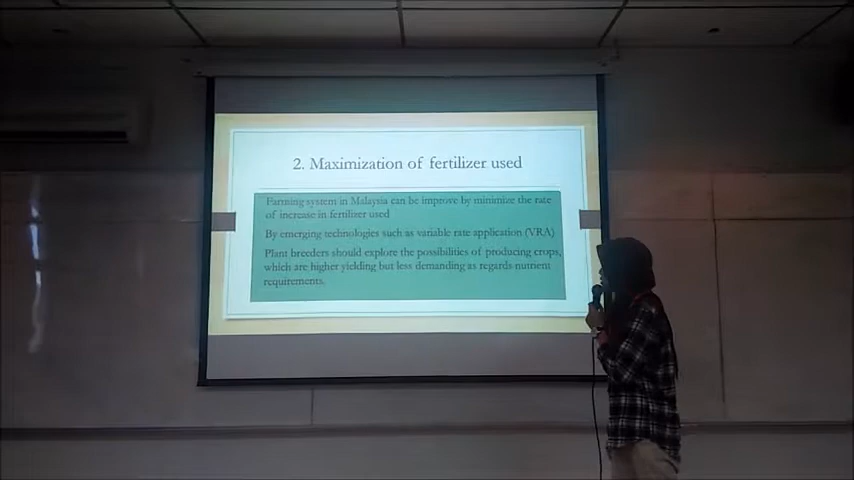 2. Maximization of fertilizer used
Farming system in Malaysia can be improve by minimize the rate
of increase in fertilizer used
By emerging technologies such as variable rate application (VRA)
Plant breeders should explore the possibilities of producing crops,
which are higher yielding but less demanding as regards nutrient
requirements.